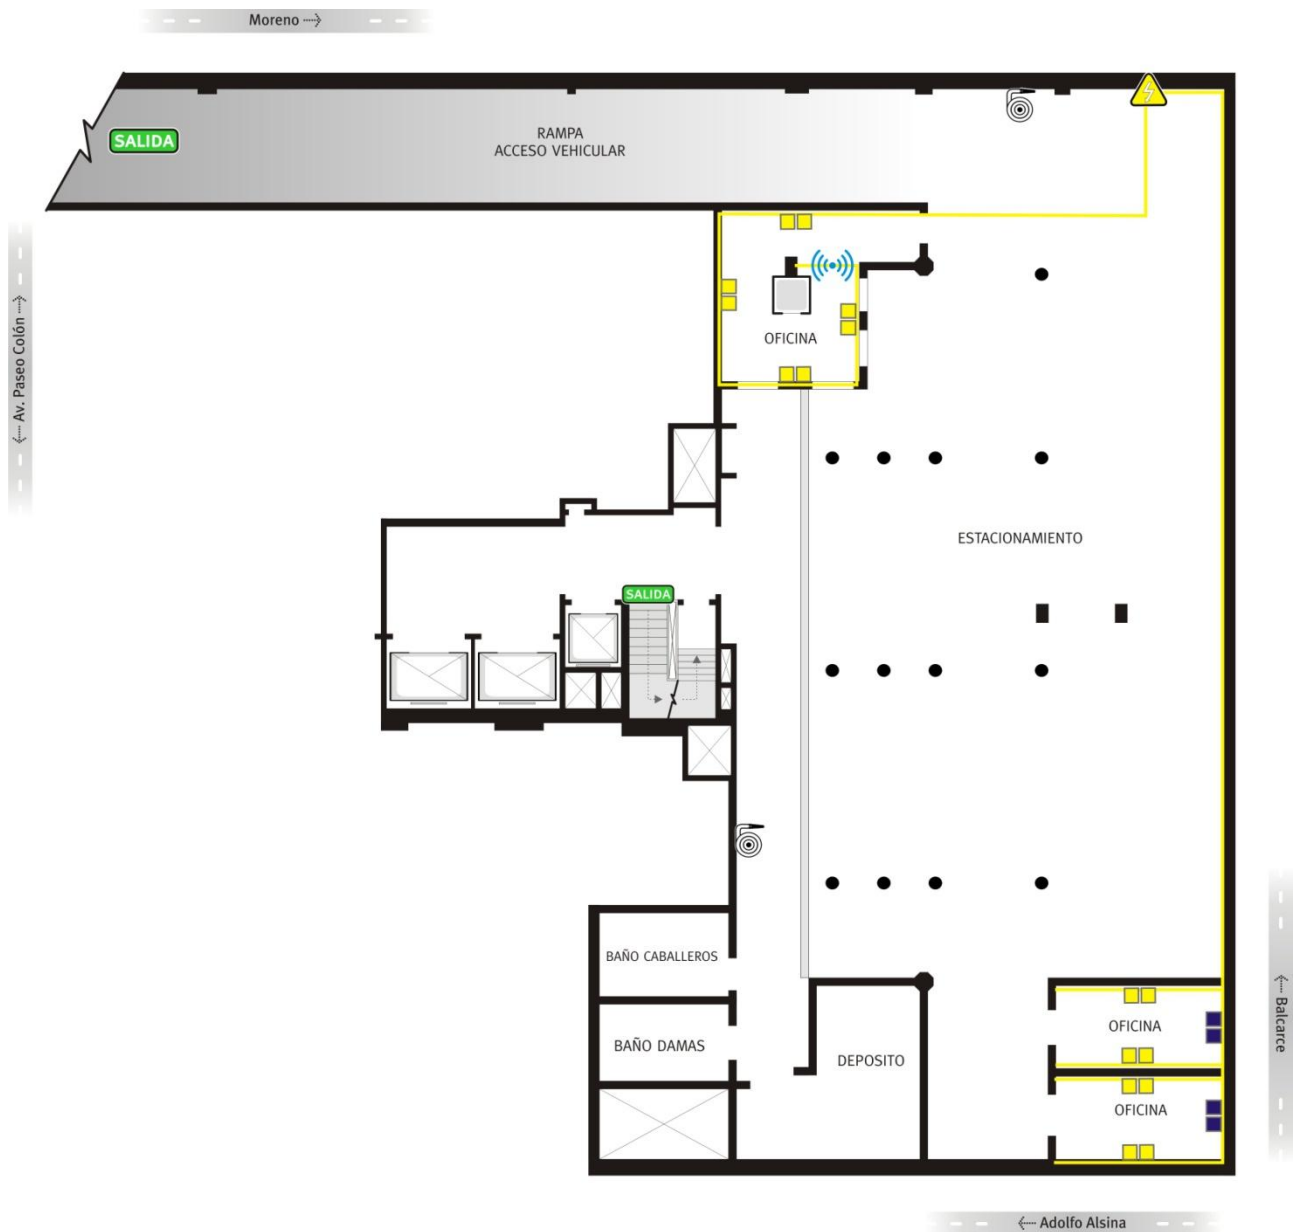 Moreno
SALIDA
RAMPA
ACCESO VEHICULAR
Av. Paseo Colón
OFICINA
ESTACIONAMIENTO
SALIDA
BAÑO CABALLEROS
BAÑO DAMAS
DEPOSITO
OFICINA
OFICINA
Balcarce
Adolfo Alsina